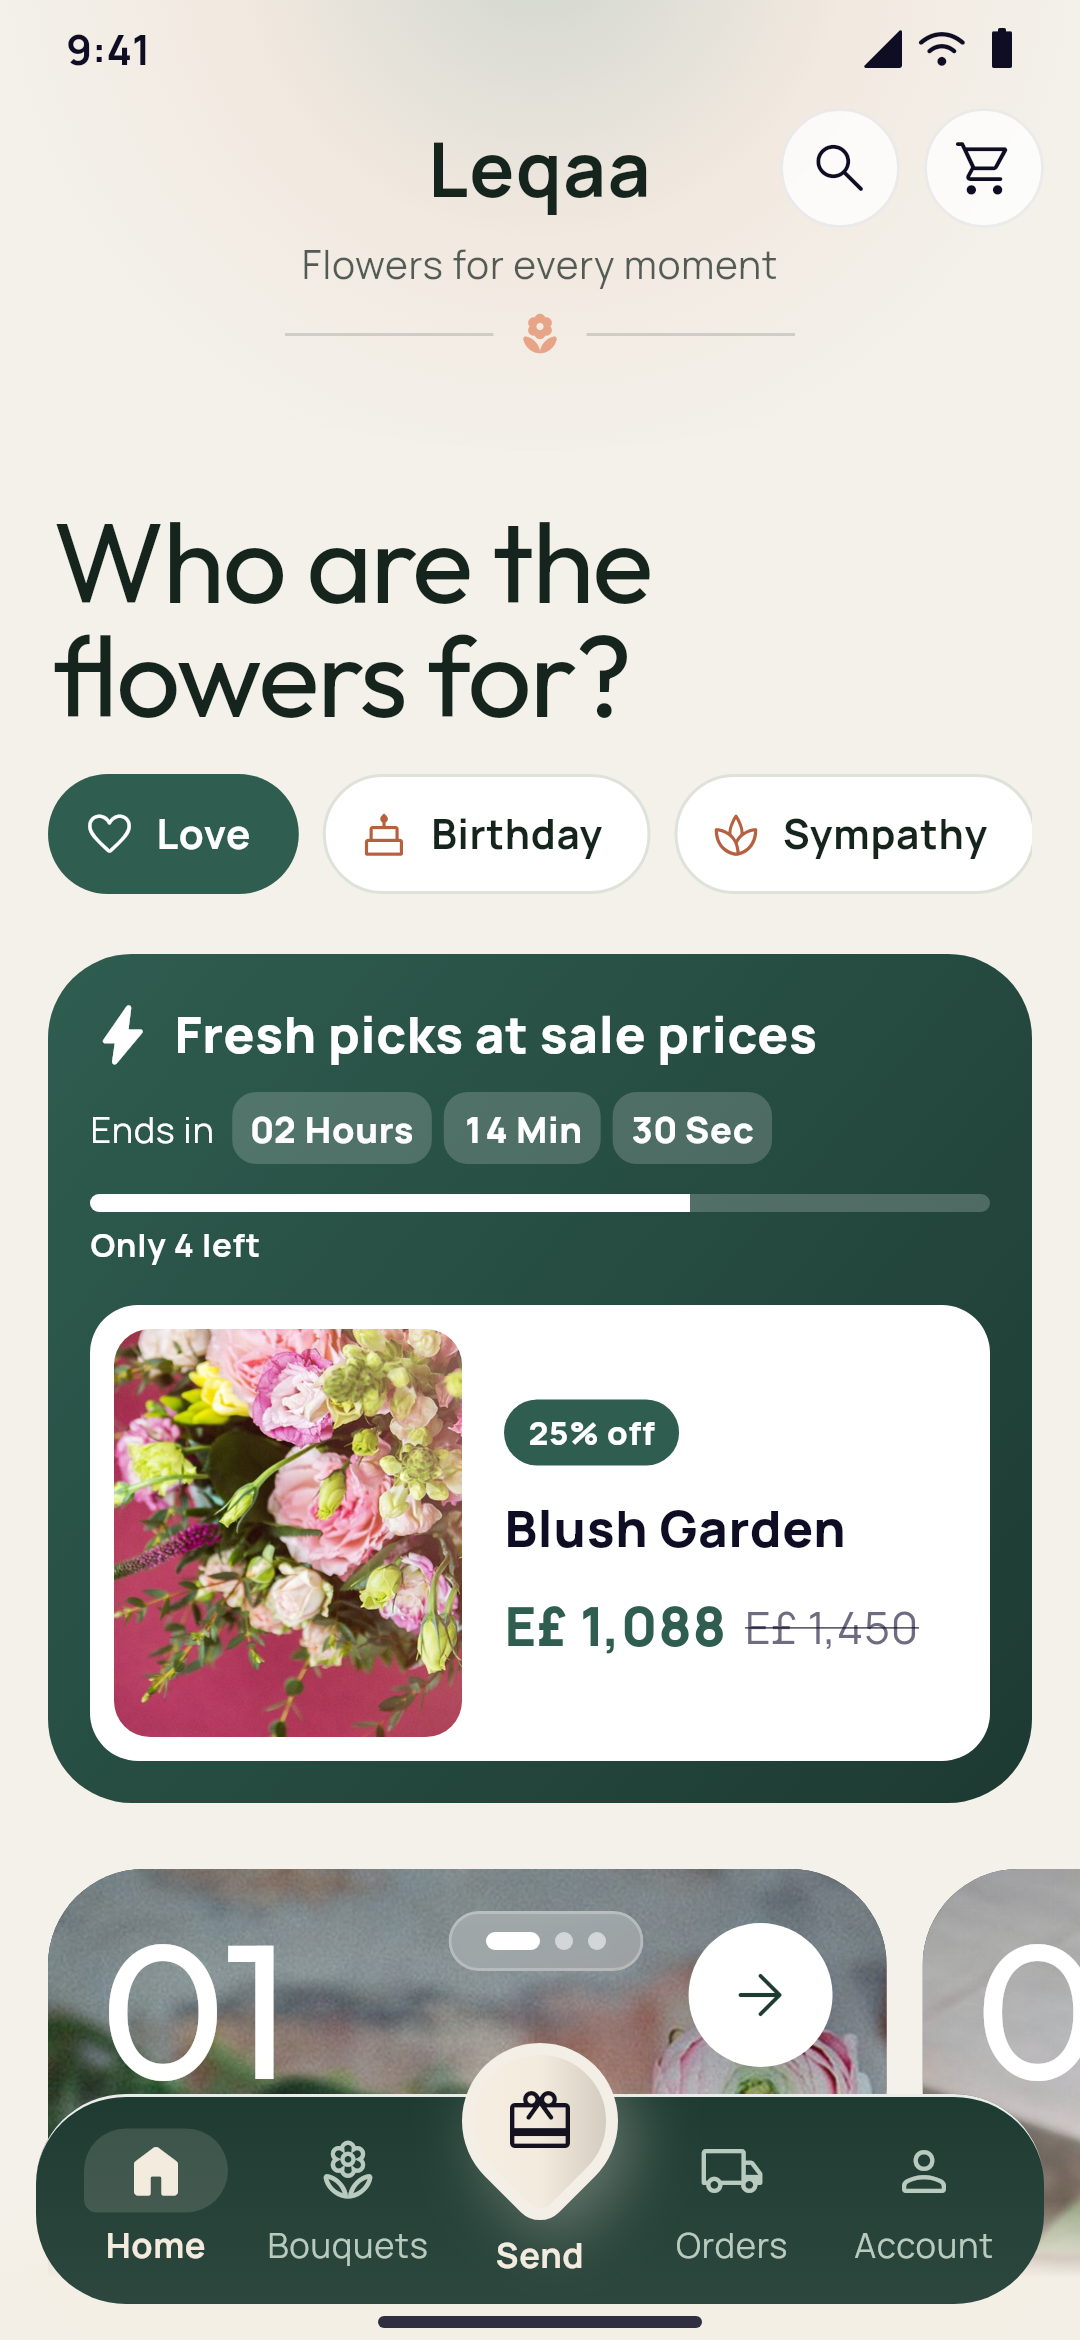 9:41
Leqaa
Flowers for every moment
Who are the
flowers for?
Love
Birthday
Sympathy
Fresh picks at sale prices
Ends in 02 Hours 14 Min 30 Sec
Only 4 left
25% off
Blush Garden
E£ 1,088 E£ 1,450
01
0
Home
Bouquets
Send
Orders
Account